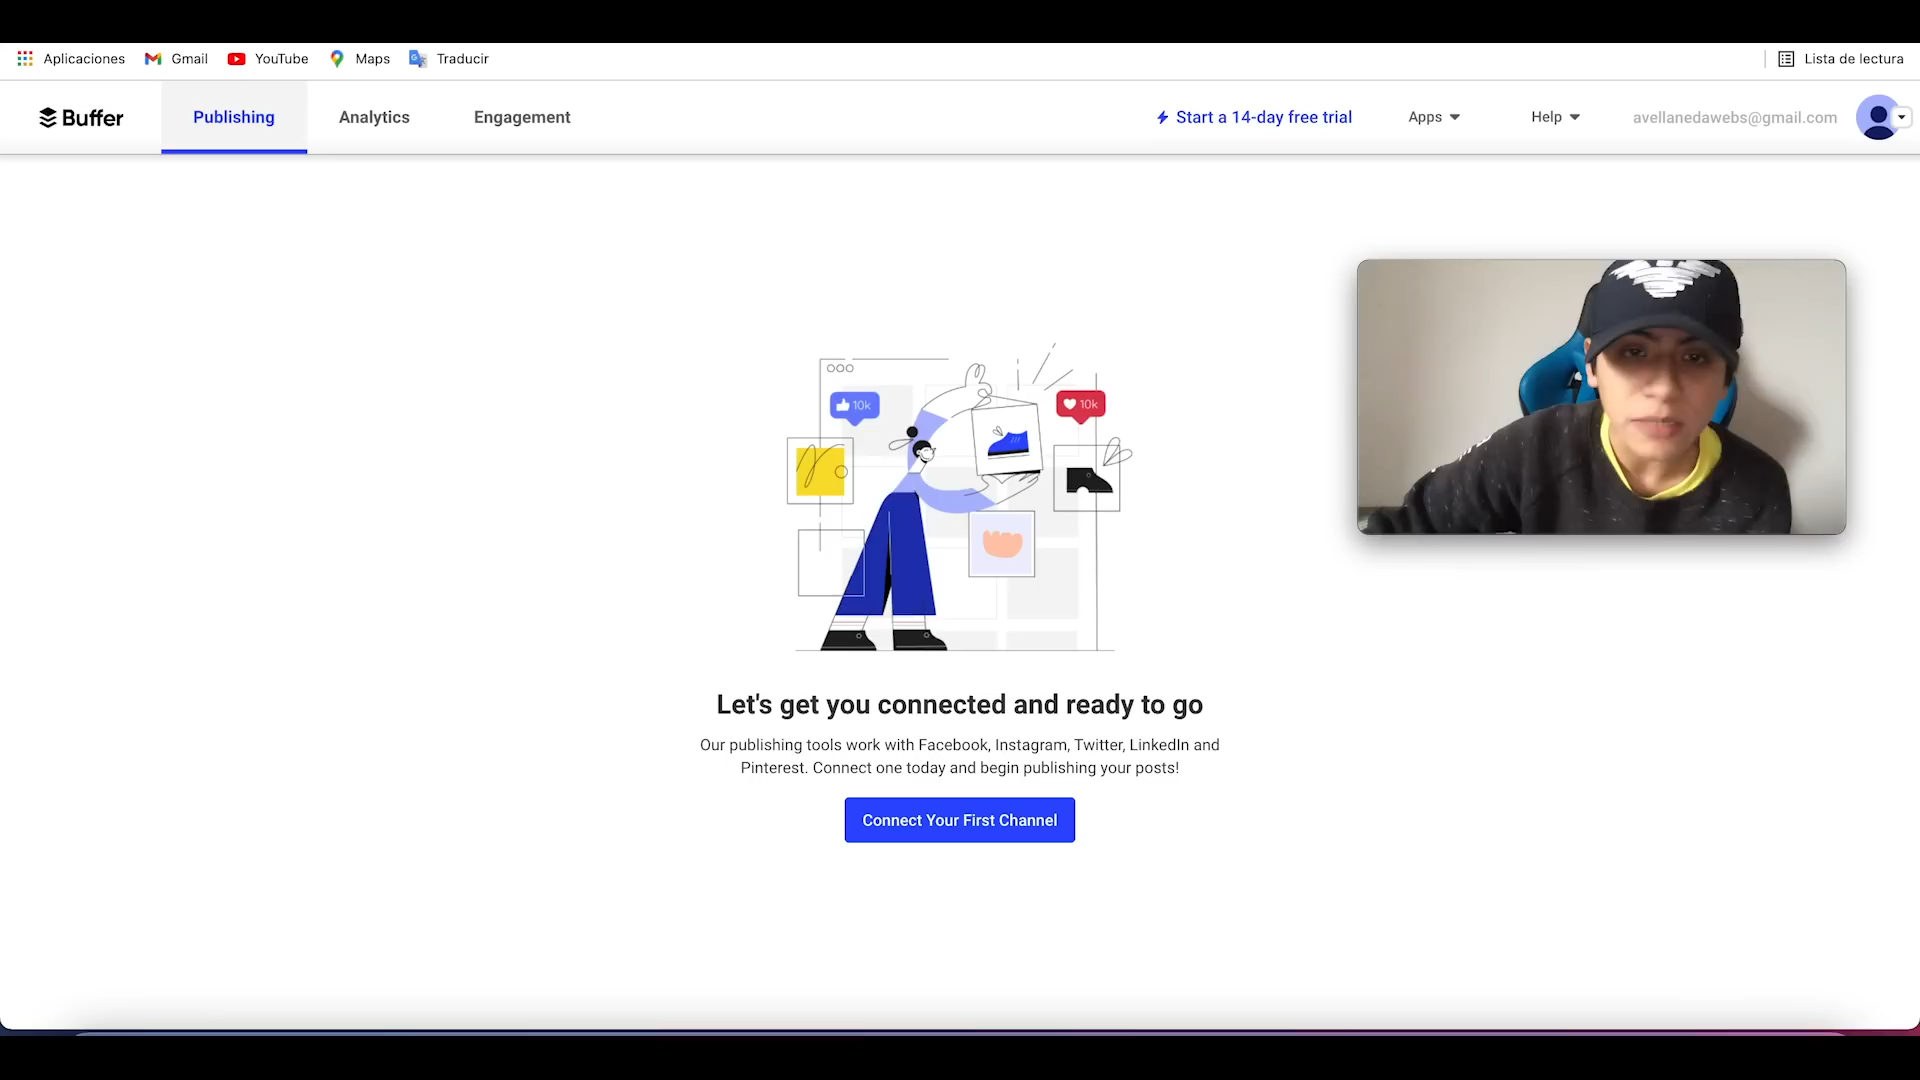 Aplicaciones Gmail YouTube Maps Traducir Lista de lectura
Buffer Publishing Analytics Engagement Start a 14-day free trial Apps Help avellanedawebs@gmail.com
10k 10k
Let's get you connected and ready to go
Our publishing tools work with Facebook, Instagram, Twitter, LinkedIn and
Pinterest. Connect one today and begin publishing your posts!
Connect Your First Channel